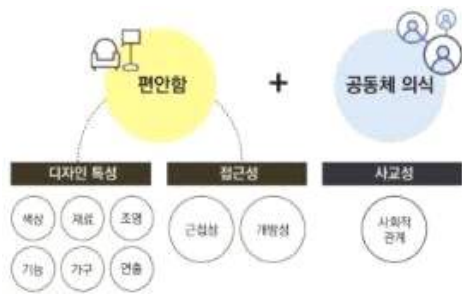 편안함 + 공동체 의식
디자인 특성 접근성 사교성
색상 재료 조명 근접성 개방성 사회적
관계
기능 가구 연출